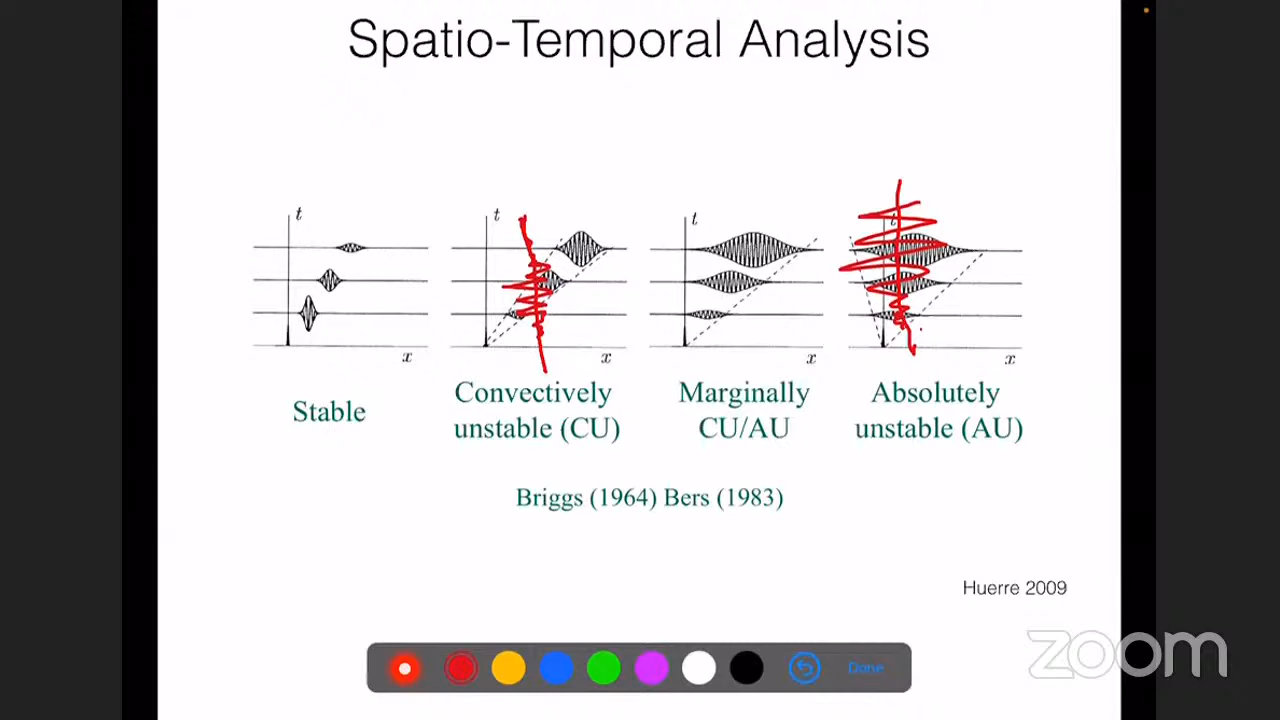 Spatio-Temporal Analysis
t
t
t
t
x
x
x
x
Stable
Convectively
unstable (CU)
Marginally
CU/AU
Absolutely
unstable (AU)
Briggs (1964) Bers (1983)
Huerre 2009
zoom
Done